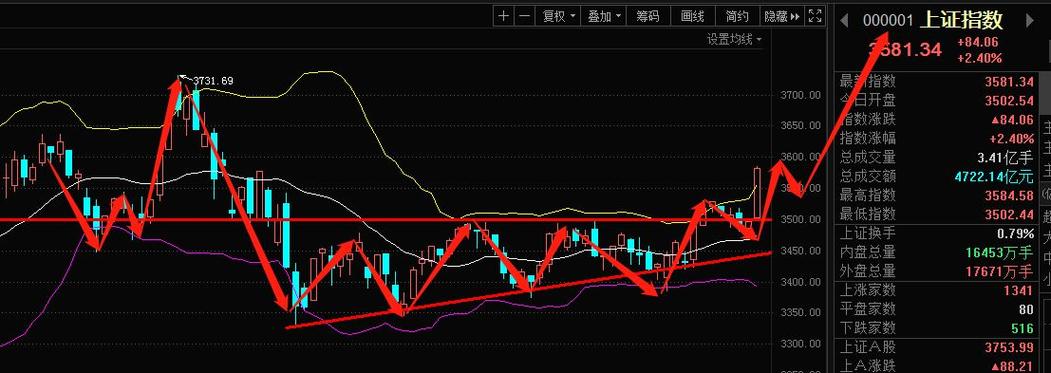 复权 叠加 筹码 画线 简约 隐藏
设置均线
000001 上证指数
3581.34 +84.06
+2.40%
3731.69
3700.00
3650.00
3600.00
3500.00
3450.00
3400.00
3350.00
3300.00
最新指数 3581.34
今日开盘 3502.54
指数涨跌 ▲84.06
指数涨幅 +2.40%
总成交量 3.41亿手
总成交额 4722.14亿元
最高指数 3584.58
最低指数 3502.44
上证换手 0.79%
内盘总量 16453万手
外盘总量 17671万手
上涨家数 1341
平盘家数 80
下跌家数 516
上证A股 3753.99
上A涨跌 ▲88.21